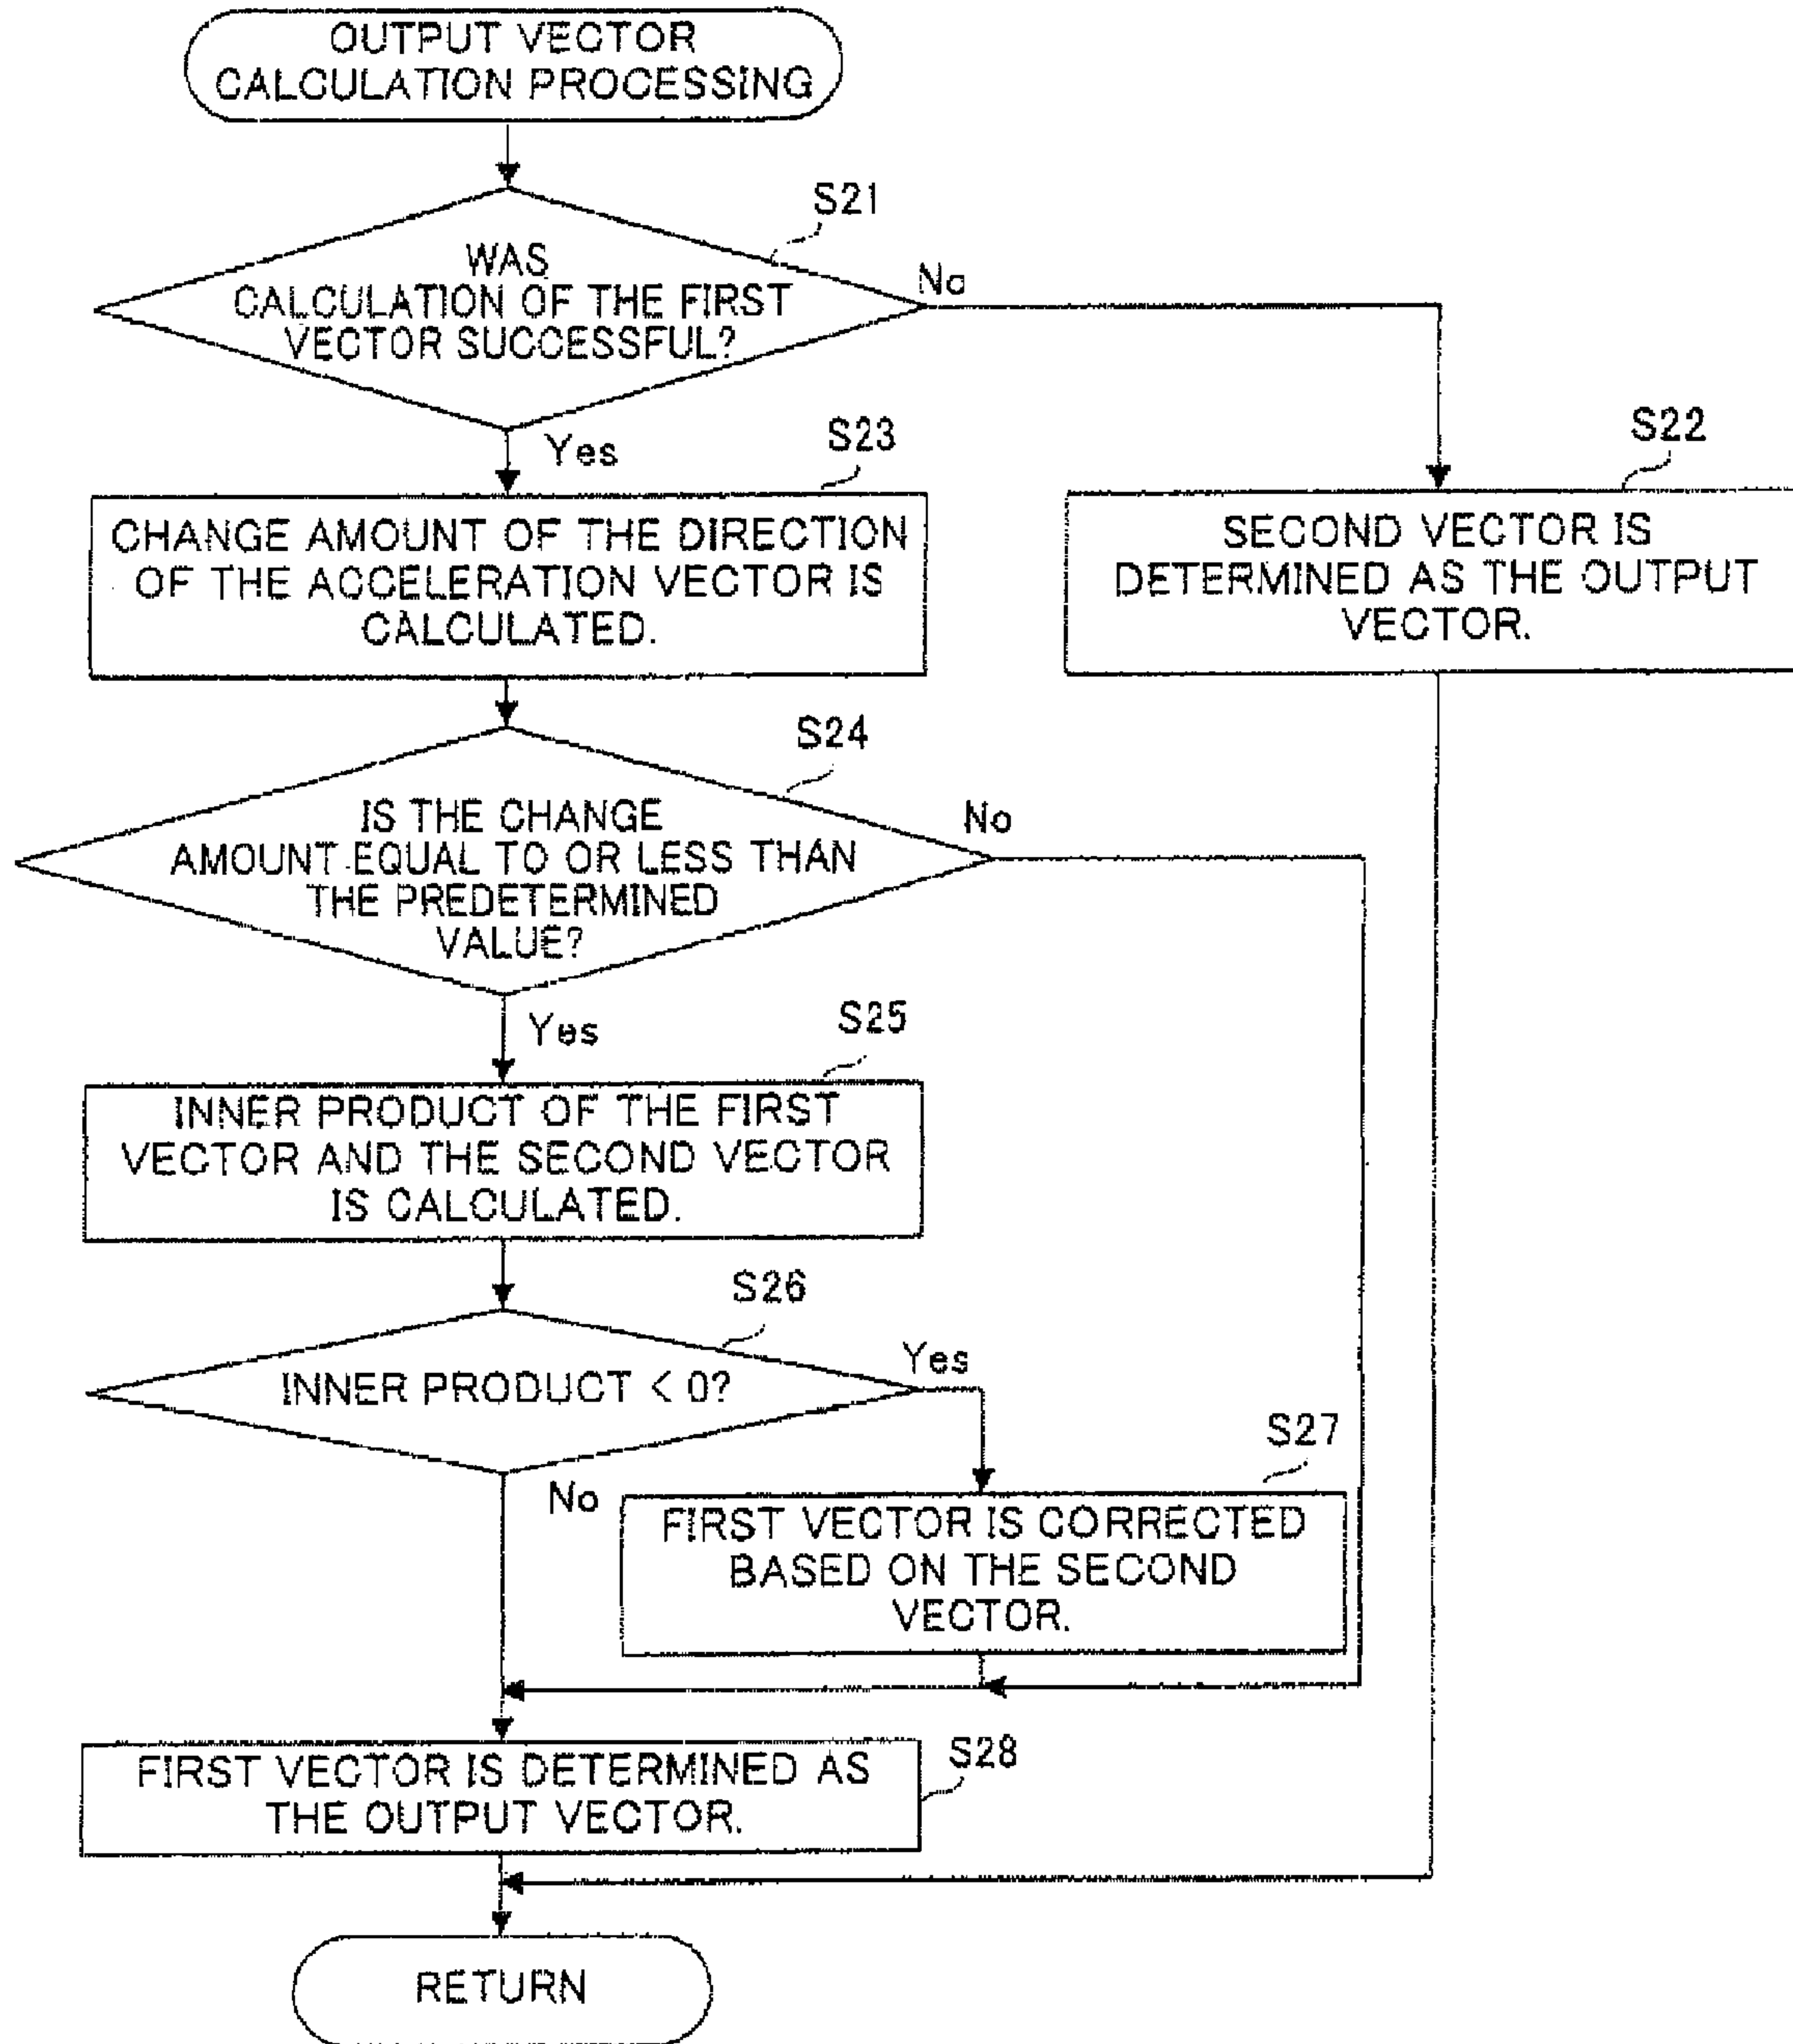 OUTPUT VECTOR
CALCULATION PROCESSING
S21
WAS
CALCULATION OF THE FIRST
VECTOR SUCCESSFUL?
No
Yes
S23
CHANGE AMOUNT OF THE DIRECTION
OF THE ACCELERATION VECTOR IS
CALCULATED.
S22
SECOND VECTOR IS
DETERMINED AS THE OUTPUT
VECTOR.
S24
IS THE CHANGE
AMOUNT EQUAL TO OR LESS THAN
THE PREDETERMINED
VALUE?
No
Yes
S25
INNER PRODUCT OF THE FIRST
VECTOR AND THE SECOND VECTOR
IS CALCULATED.
S26
INNER PRODUCT < 0?
Yes
No
S27
FIRST VECTOR IS CORRECTED
BASED ON THE SECOND
VECTOR.
FIRST VECTOR IS DETERMINED AS
THE OUTPUT VECTOR.
S28
RETURN